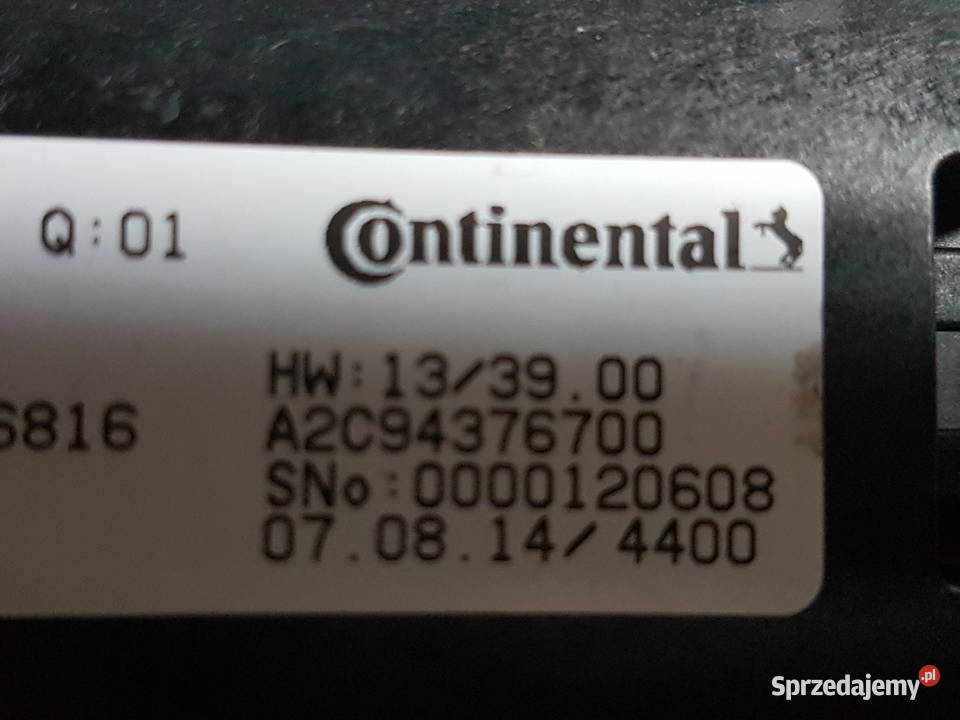 Q:01
Continental
HW:13/39.00
6816
A2C94376700
SNo:0000120608
07.08.14/4400
Sprzedajemy.pl